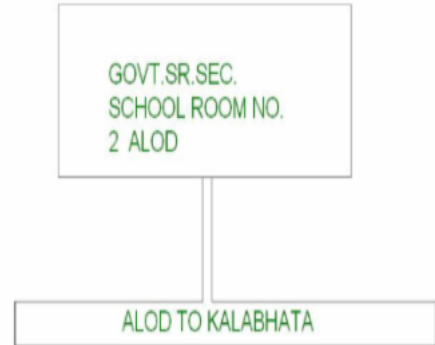 GOVT.SR.SEC.
SCHOOL ROOM NO.
2 ALOD
ALOD TO KALABHATA